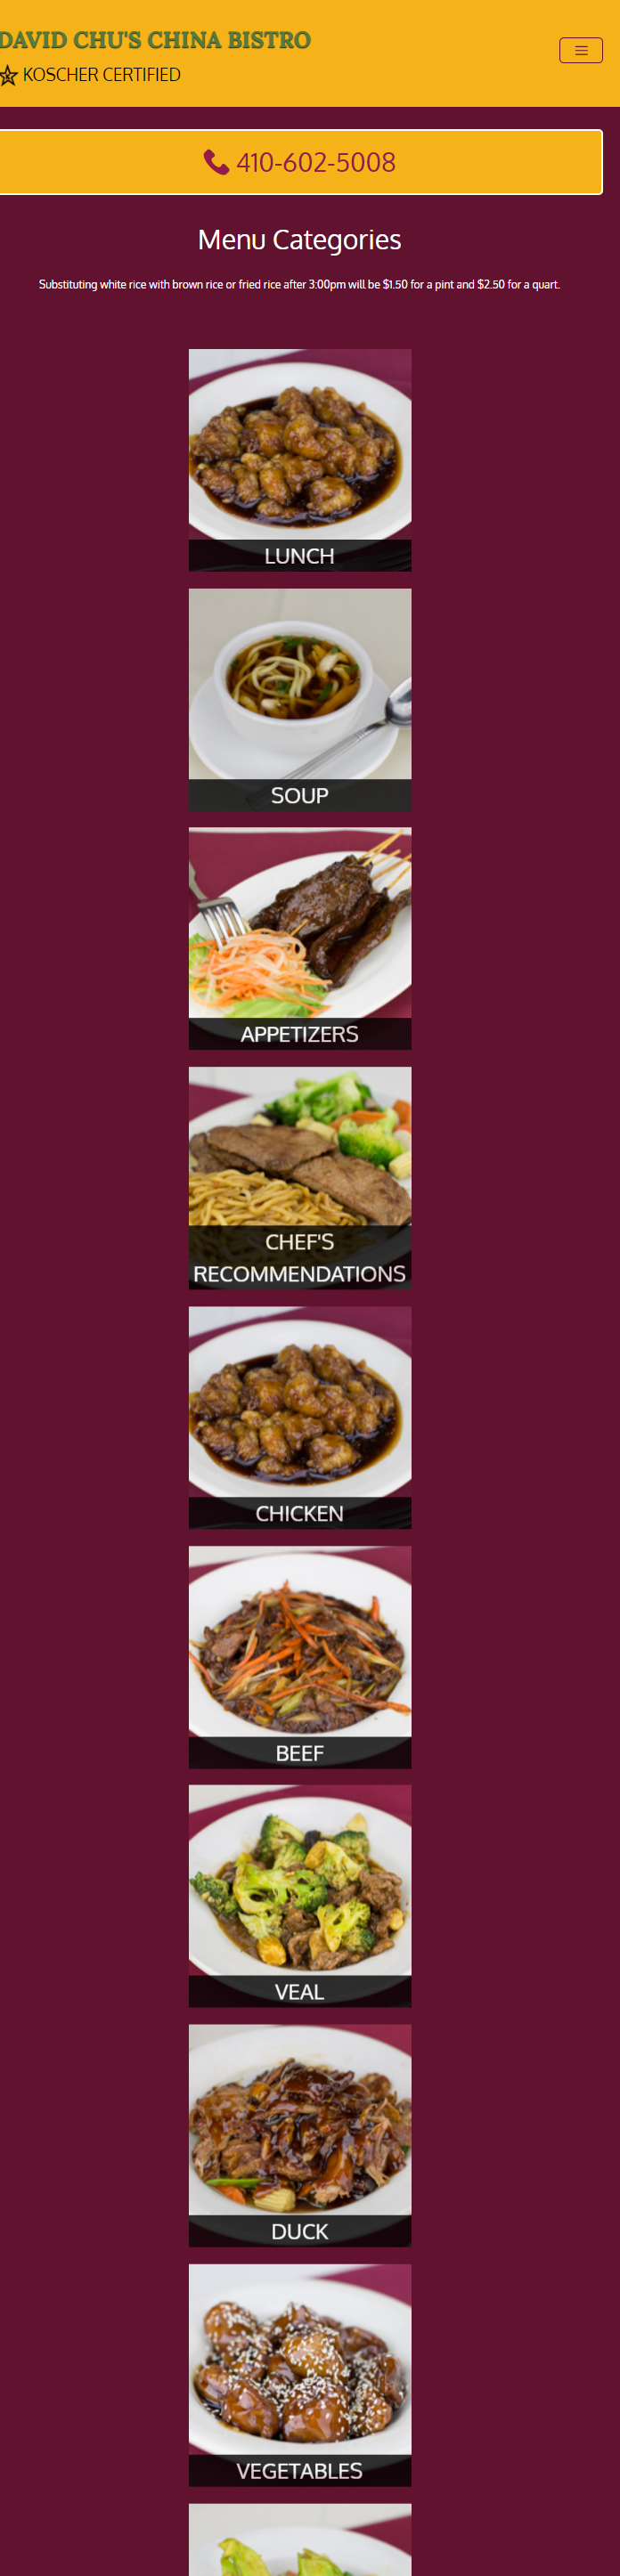 DAVID CHU'S CHINA BISTRO
KOSCHER CERTIFIED
410-602-5008
Menu Categories
Substituting white rice with brown rice or fried rice after 3:00pm will be $1.50 for a pint and $2.50 for a quart.
LUNCH
SOUP
APPETIZERS
CHEF'S
RECOMMENDATIONS
CHICKEN
BEEF
VEAL
DUCK
VEGETABLES